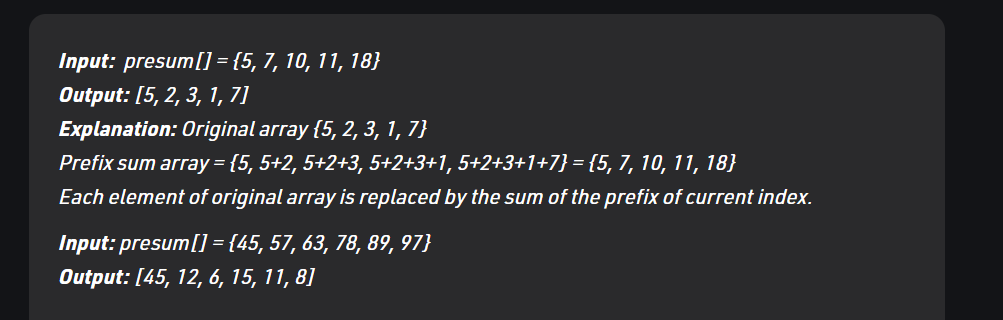 Input: presum[] = {5, 7, 10, 11, 18}
Output: [5, 2, 3, 1, 7]
Explanation: Original array {5, 2, 3, 1, 7}
Prefix sum array = {5, 5+2, 5+2+3, 5+2+3+1, 5+2+3+1+7} = {5, 7, 10, 11, 18}
Each element of original array is replaced by the sum of the prefix of current index.
Input: presum[] = {45, 57, 63, 78, 89, 97}
Output: [45, 12, 6, 15, 11, 8]